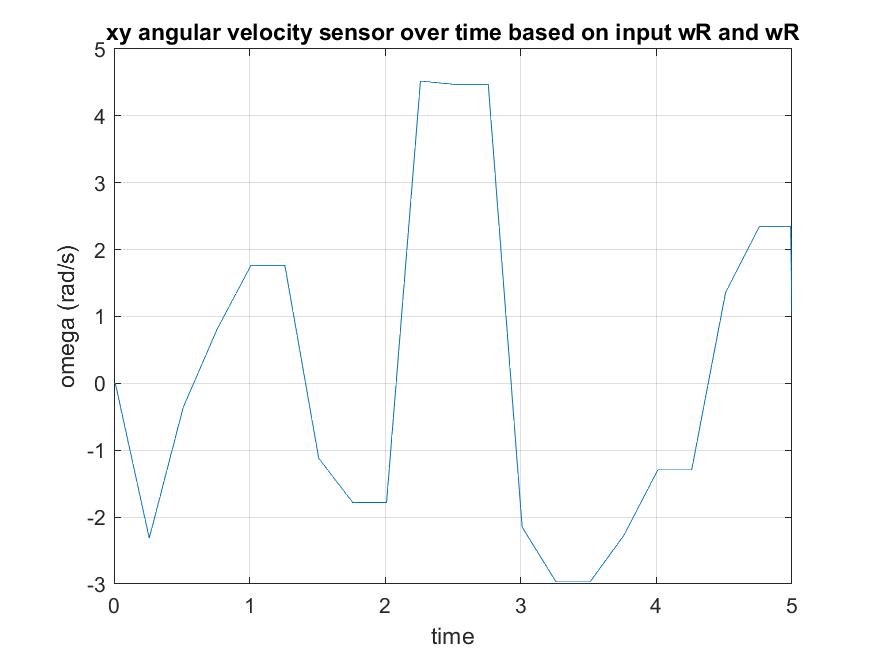 xy angular velocity sensor over time based on input wR and wR
5
4
3
2
1
0
-1
-2
-3
omega (rad/s)
0 1 2 3 4 5
time